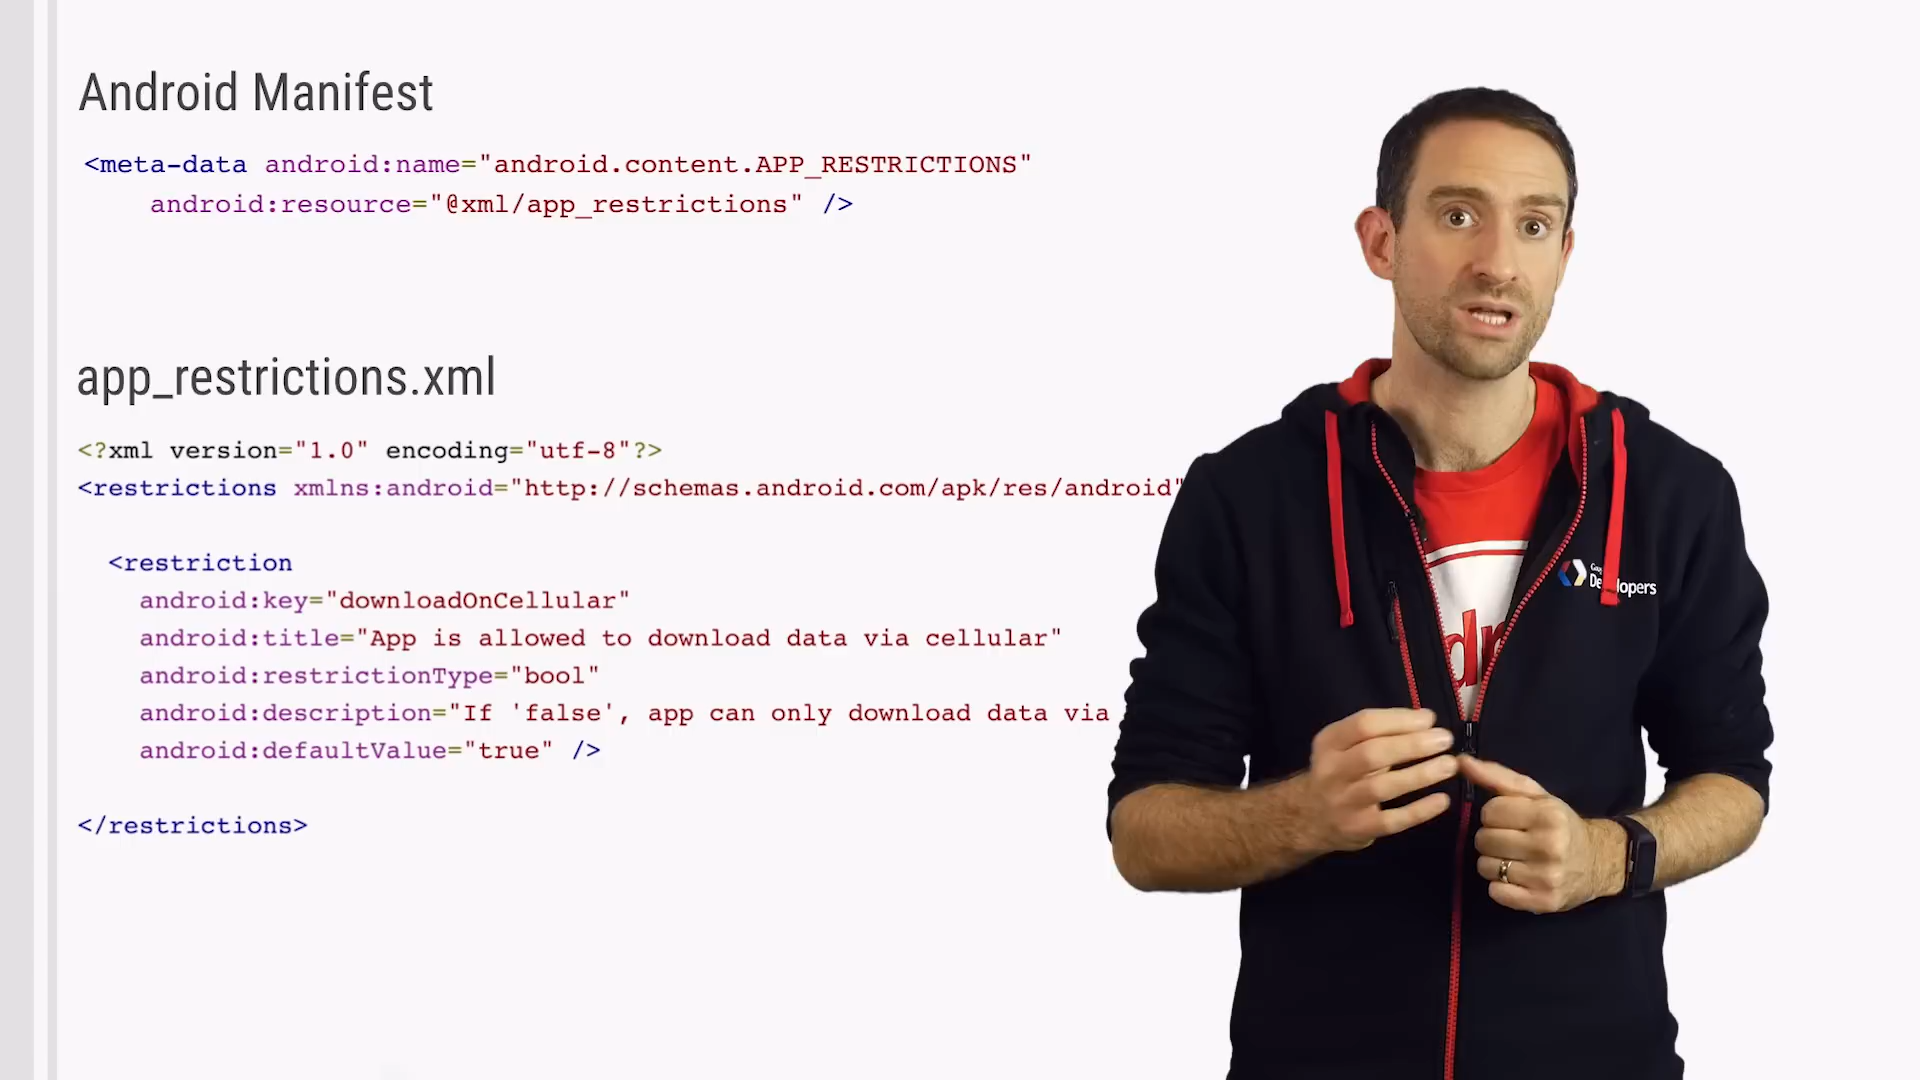 Android Manifest
<meta-data android:name="android.content.APP_RESTRICTIONS"
android:resource="@xml/app_restrictions" />
app_restrictions.xml
<?xml version="1.0" encoding="utf-8"?>
<restrictions xmlns:android="http://schemas.android.com/apk/res/android"
<restriction
android:key="downloadOnCellular"
android:title="App is allowed to download data via cellular"
android:restrictionType="bool"
android:description="If 'false', app can only download data via
android:defaultValue="true" />
</restrictions>